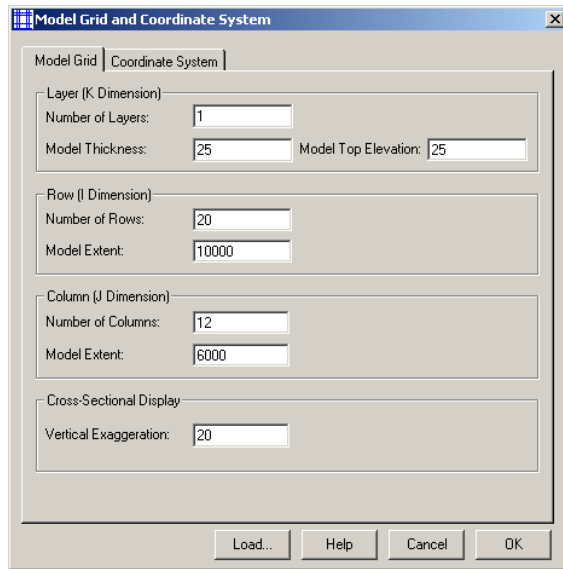 Model Grid and Coordinate System
Model Grid Coordinate System
Layer (K Dimension)
Number of Layers: 1
Model Thickness: 25 Model Top Elevation: 25
Row (I Dimension)
Number of Rows: 20
Model Extent: 10000
Column (J Dimension)
Number of Columns: 12
Model Extent: 6000
Cross-Sectional Display
Vertical Exaggeration: 20
Load... Help Cancel OK